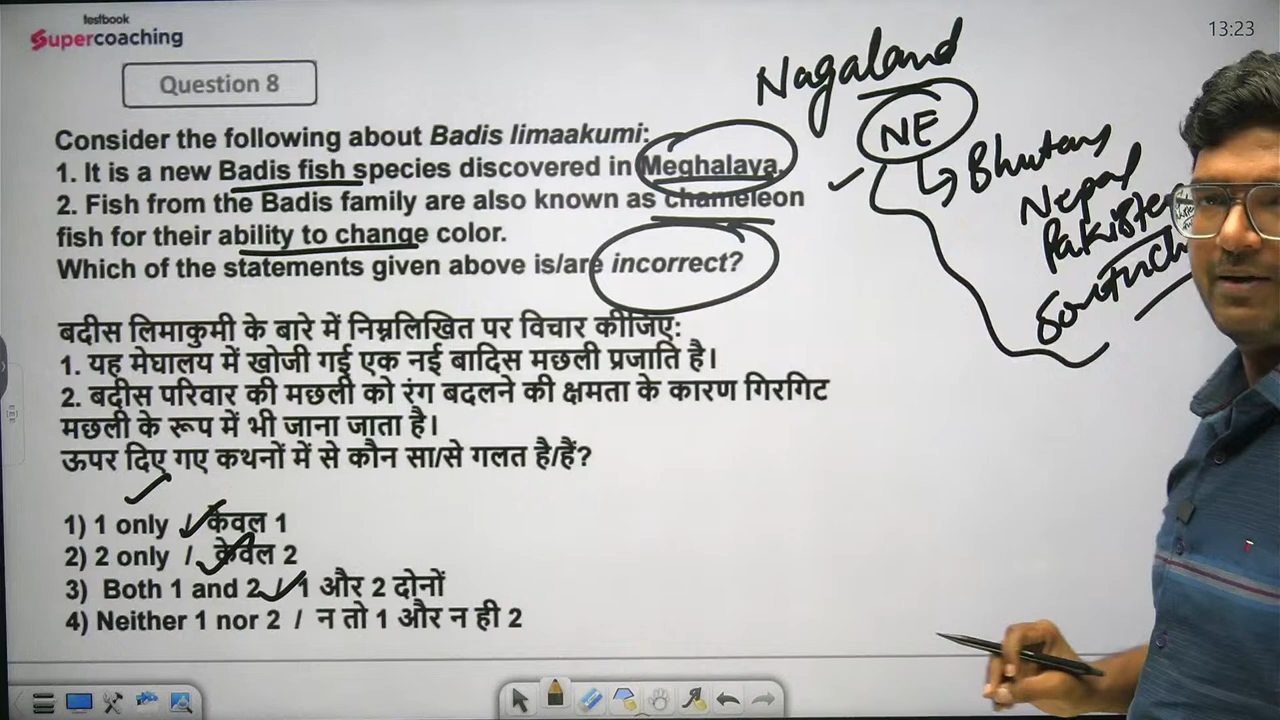 testbook
Supercoaching
13:23
Question 8
Nagaland
NE
Bhutan
Nepal
Consider the following about Badis limaakumi:
1. It is a new Badis fish species discovered in Meghalaya.
2. Fish from the Badis family are also known as chameleon
fish for their ability to change color.
Which of the statements given above is/are incorrect?
बदीस लिमाकुमी के बारे में निम्नलिखित पर विचार कीजिए:
1. यह मेघालय में खोजी गई एक नई बादिस मछली प्रजाति है।
2. बदीस परिवार की मछली को रंग बदलने की क्षमता के कारण गिरगिट
मछली के रूप में भी जाना जाता है।
ऊपर दिए गए कथनों में से कौन सा/से गलत है/हैं?
1) 1 only / केवल 1
2) 2 only / केवल 2
3) Both 1 and 2 / 1 और 2 दोनों
4) Neither 1 nor 2 / न तो 1 और न ही 2